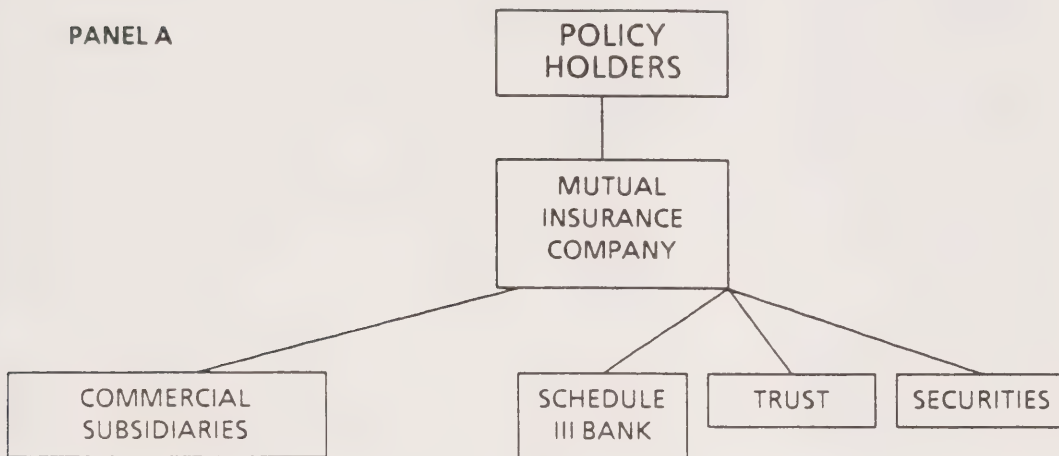 PANEL A
POLICY
HOLDERS
MUTUAL
INSURANCE
COMPANY
COMMERCIAL
SUBSIDIARIES
SCHEDULE
III BANK
TRUST
SECURITIES